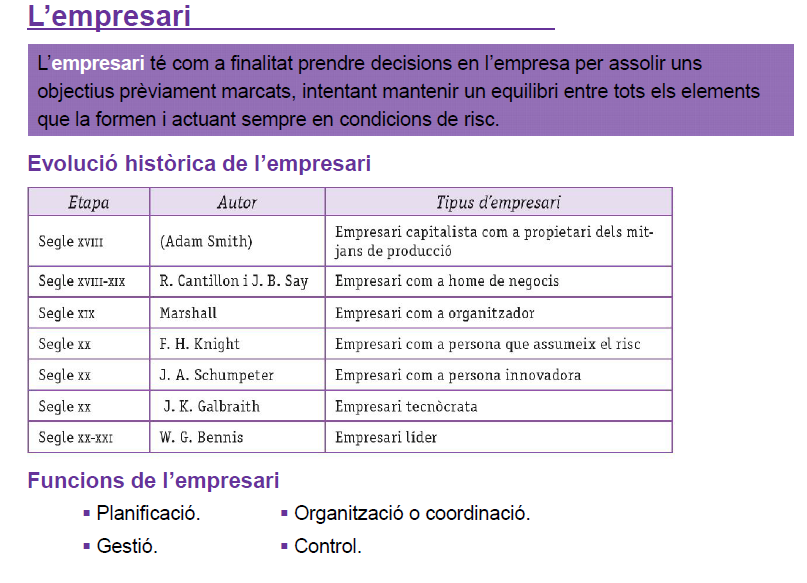 L’empresari
L’empresari té com a finalitat prendre decisions en l’empresa per assolir uns
objectius prèviament marcats, intentant mantenir un equilibri entre tots els elements
que la formen i actuant sempre en condicions de risc.
Evolució històrica de l’empresari
Etapa Autor Tipus d’empresari
Segle XVIII (Adam Smith) Empresari capitalista com a propietari dels mit-
jans de producció
Segle XVIII-XIX R. Cantillon i J. B. Say Empresari com a home de negocis
Segle XIX Marshall Empresari com a organitzador
Segle XX F. H. Knight Empresari com a persona que assumeix el risc
Segle XX J. A. Schumpeter Empresari com a persona innovadora
Segle XX J. K. Galbraith Empresari tecnòcrata
Segle XX-XXI W. G. Bennis Empresari líder
Funcions de l’empresari
▪ Planificació. ▪ Organització o coordinació.
▪ Gestió. ▪ Control.